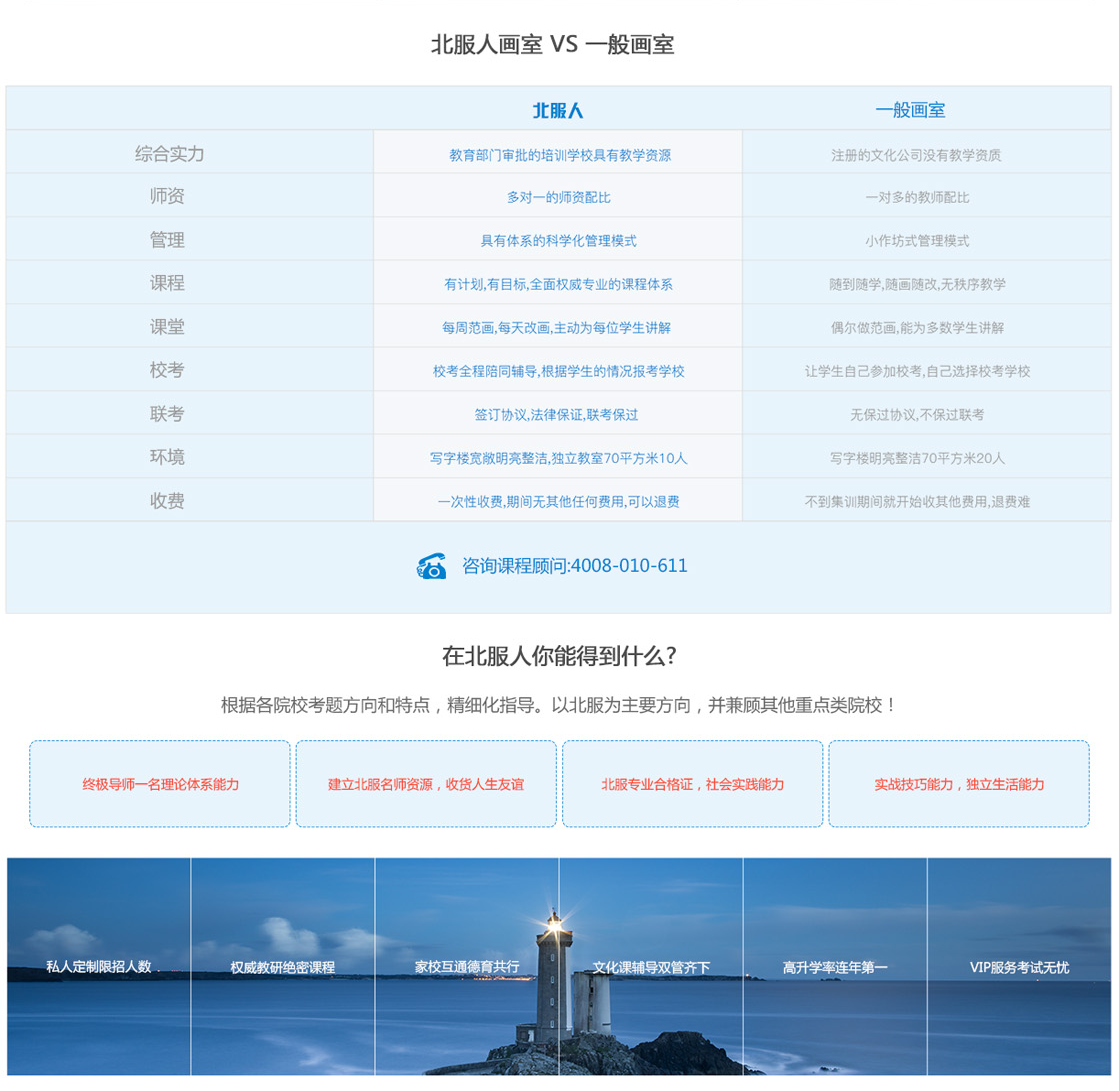 北服人画室 VS 一般画室
北服人 一般画室
综合实力 教育部门审批的培训学校具有教学资源 注册的文化公司没有教学资质
师资 多对一的师资配比 一对多的教师配比
管理 具有体系的科学化管理模式 小作坊式管理模式
课程 有计划,有目标,全面权威专业的课程体系 随到随学,随画随改,无秩序教学
课堂 每周范画,每天改画,主动为每位学生讲解 偶尔做范画,能为多数学生讲解
校考 校考全程陪同辅导,根据学生的情况报考学校 让学生自己参加校考,自己选择校考学校
联考 签订协议,法律保证,联考保过 无保过协议,不保过联考
环境 写字楼宽敞明亮整洁,独立教室70平方米10人 写字楼明亮整洁70平方米20人
收费 一次性收费,期间无其他任何费用,可以退费 不到集训期间就开始收其他费用,退费难
咨询课程顾问:4008-010-611
在北服人你能得到什么?
根据各院校考题方向和特点，精细化指导。以北服为主要方向，并兼顾其他重点类院校！
终极导师一名理论体系能力 建立北服名师资源，收货人生友谊 北服专业合格证，社会实践能力 实战技巧能力，独立生活能力
私人定制限招人数 权威教研绝密课程 家校互通德育共行 文化课辅导双管齐下 高升学率连年第一 VIP服务考试无忧